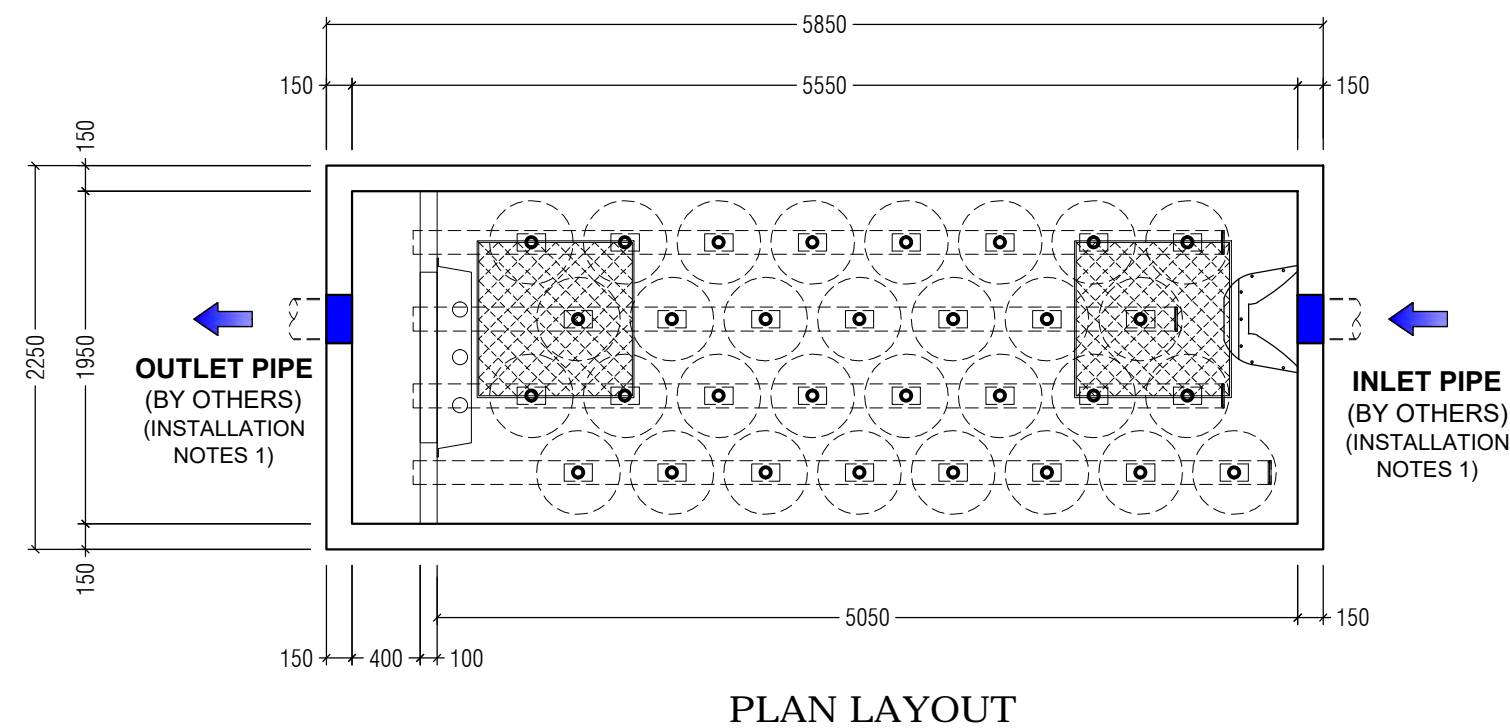 5850
150
5550
150
150
2250
1950
150
OUTLET PIPE
(BY OTHERS)
(INSTALLATION
NOTES 1)
INLET PIPE
(BY OTHERS)
(INSTALLATION
NOTES 1)
5050
150
150
400
100
PLAN LAYOUT